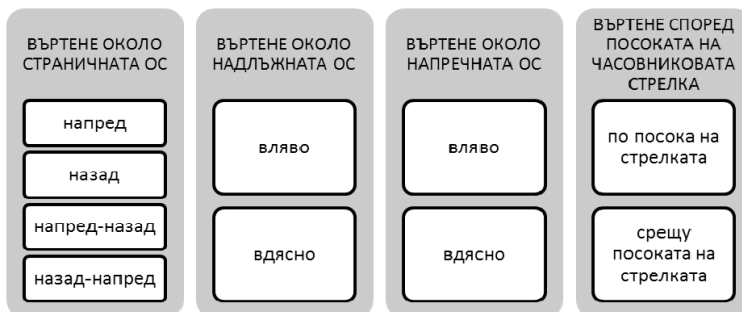 ВЪРТЕНЕ ОКОЛО
СТРАНИЧНАТА ОС
напред
назад
напред-назад
назад-напред
ВЪРТЕНЕ ОКОЛО
НАДЛЪЖНАТА ОС
вляво
вдясно
ВЪРТЕНЕ ОКОЛО
НАПРЕЧНАТА ОС
вляво
вдясно
ВЪРТЕНЕ СПОРЕД
ПОСОКАТА НА
ЧАСОВНИКОВАТА
СТРЕЛКА
по посока на
стрелката
срещу
посоката на
стрелката